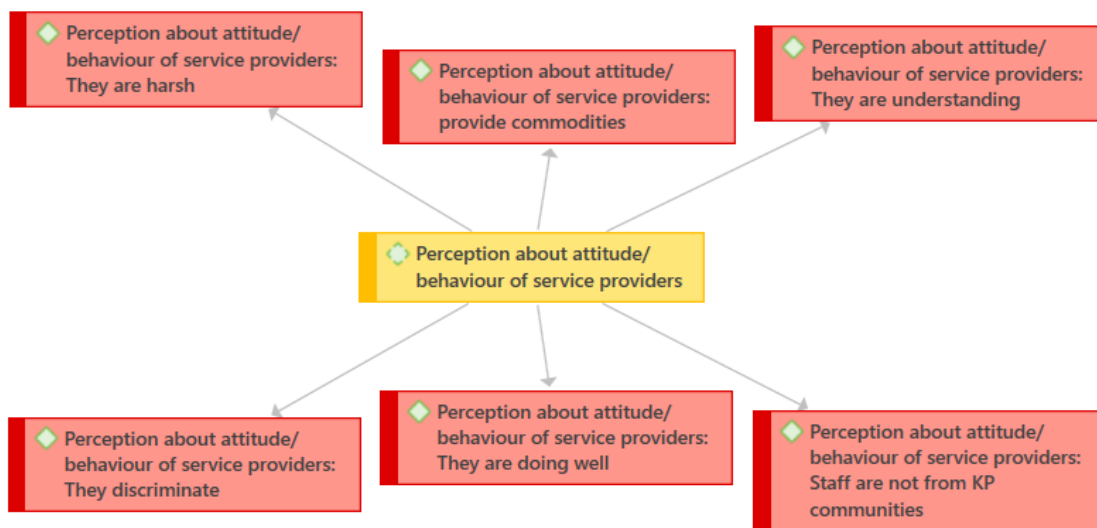 Perception about attitude/
behaviour of service providers:
They are harsh
Perception about attitude/
behaviour of service providers:
provide commodities
Perception about attitude/
behaviour of service providers:
They are understanding
Perception about attitude/
behaviour of service providers
Perception about attitude/
behaviour of service providers:
They discriminate
Perception about attitude/
behaviour of service providers:
They are doing well
Perception about attitude/
behaviour of service providers:
Staff are not from KP
communities